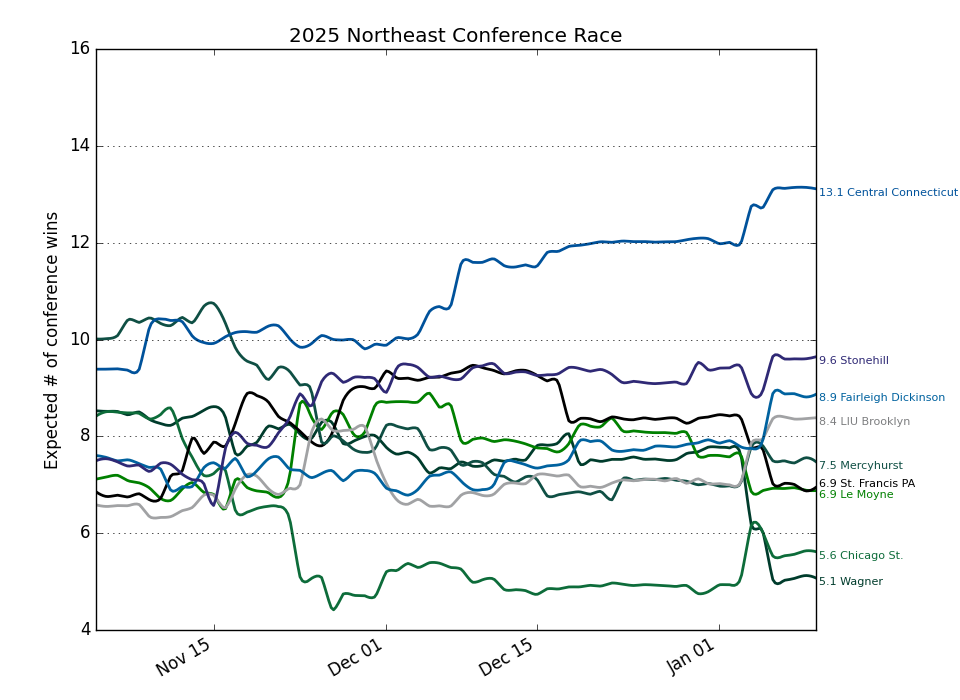 2025 Northeast Conference Race
Expected # of conference wins
16
14
12
10
8
6
4
Nov 15
Dec 01
Dec 15
Jan 01
13.1 Central Connecticut
9.6 Stonehill
8.9 Fairleigh Dickinson
8.4 LIU Brooklyn
7.5 Mercyhurst
6.9 St. Francis PA
6.9 Le Moyne
5.6 Chicago St.
5.1 Wagner